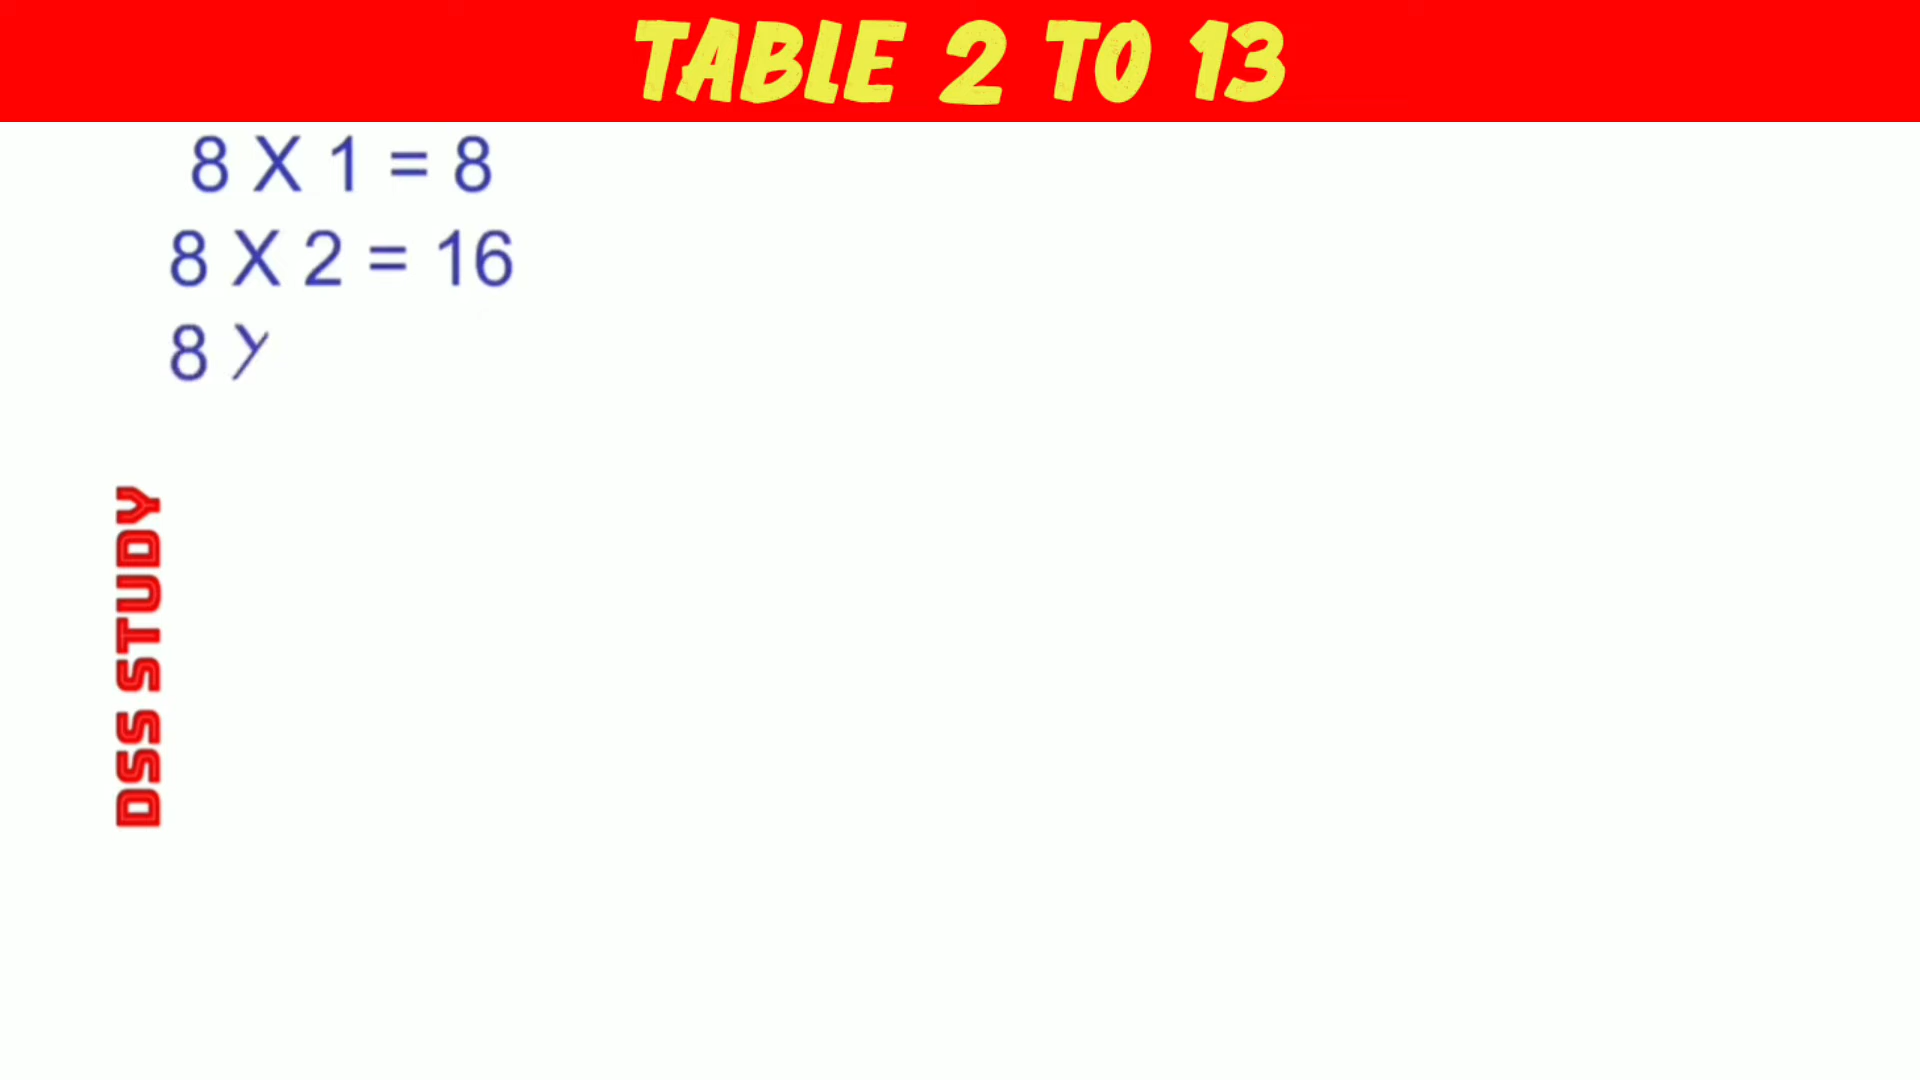 TABLE 2 TO 13
8 X 1 = 8
8 X 2 = 16
8
DSS STUDY